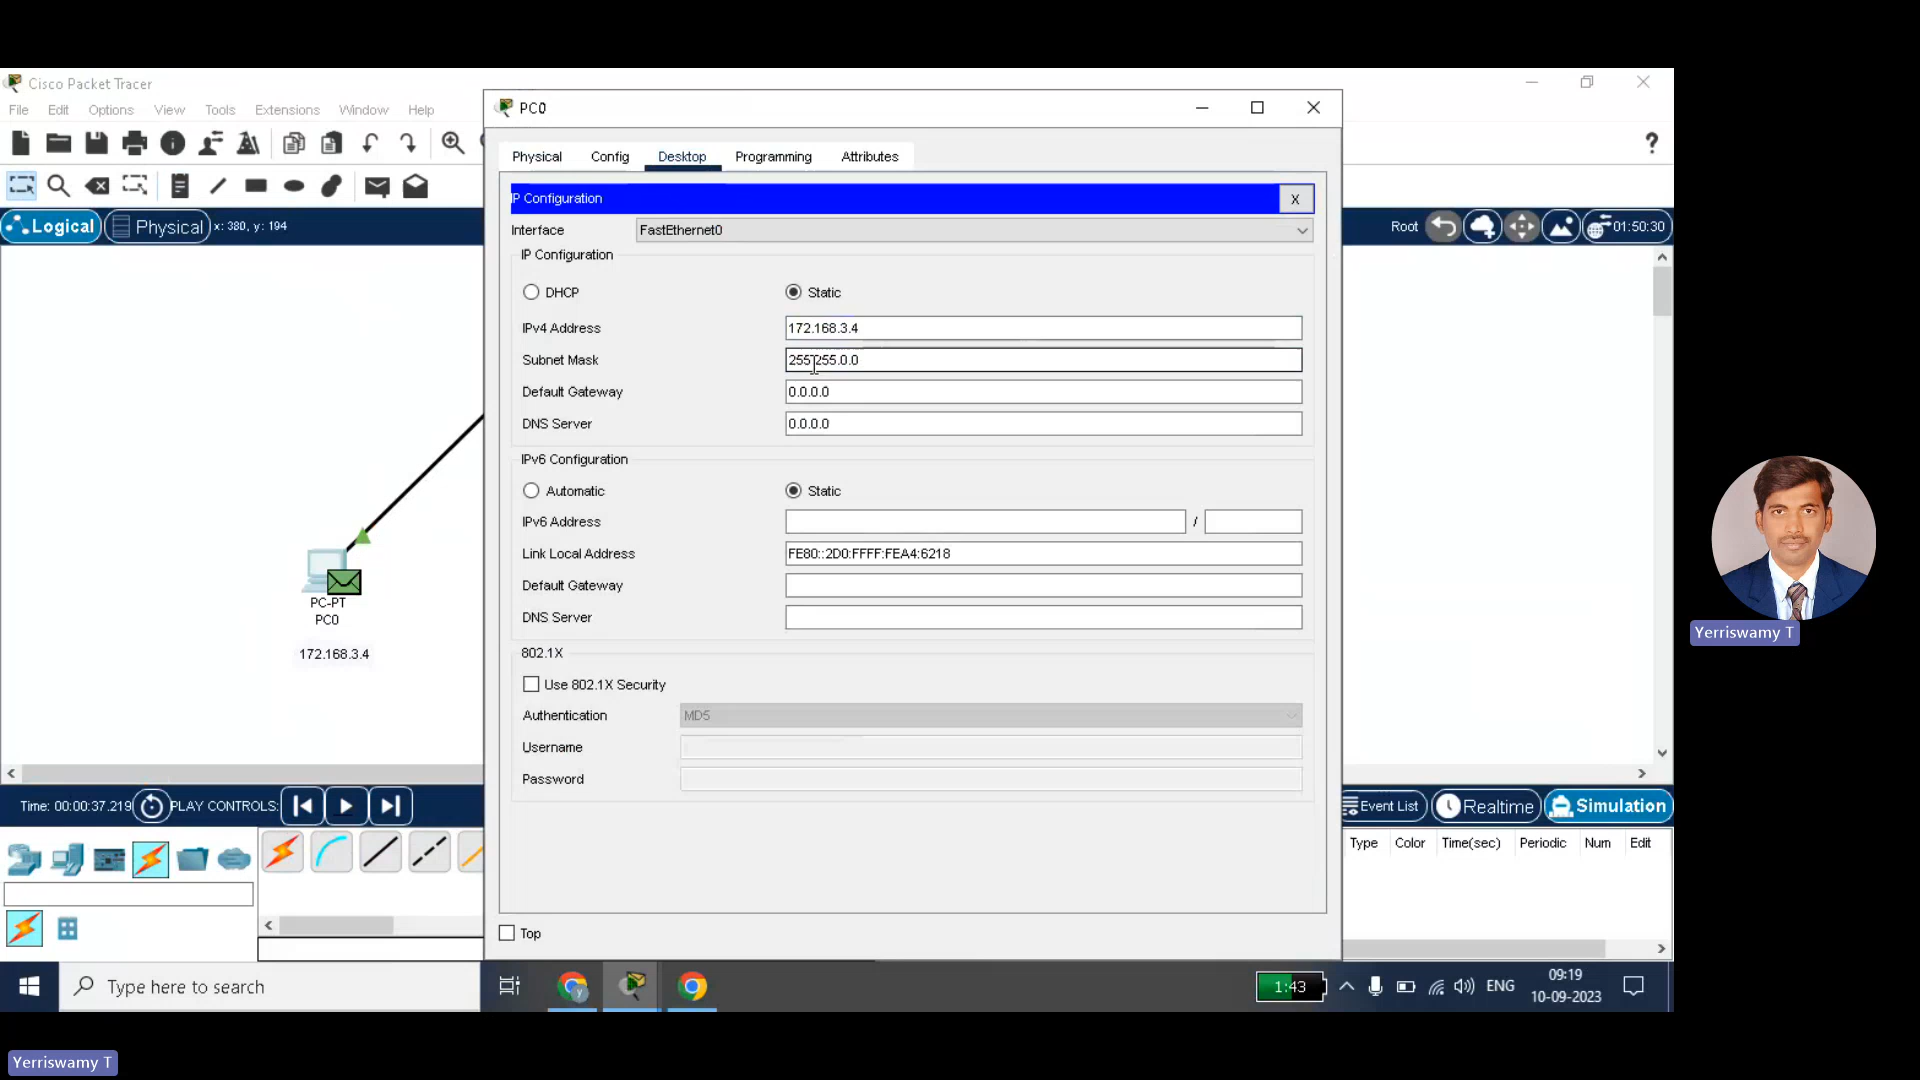 Cisco Packet Tracer
File Edit Options View Tools Extensions Window Help
PC0
Physical Config Desktop Programming Attributes
IP Configuration X
Interface FastEthernet0
IP Configuration
DHCP Static
IPv4 Address 172.168.3.4
Subnet Mask 255.255.0.0
Default Gateway 0.0.0.0
DNS Server 0.0.0.0
IPv6 Configuration
Automatic Static
IPv6 Address /
Link Local Address FE80::2D0:FFFF:FEA4:6218
Default Gateway
DNS Server
802.1X
Use 802.1X Security
Authentication MD5
Username
Password
Top
Logical Physical x: 380, y: 194
Root 01:50:30
PC-PT
PC0
172.168.3.4
Time: 00:00:37.219 PLAY CONTROLS:
Event List Realtime Simulation
Type Color Time(sec) Periodic Num Edit
Type here to search
1:43 ENG 09:19
10-09-2023
Yerriswamy T
Yerriswamy T